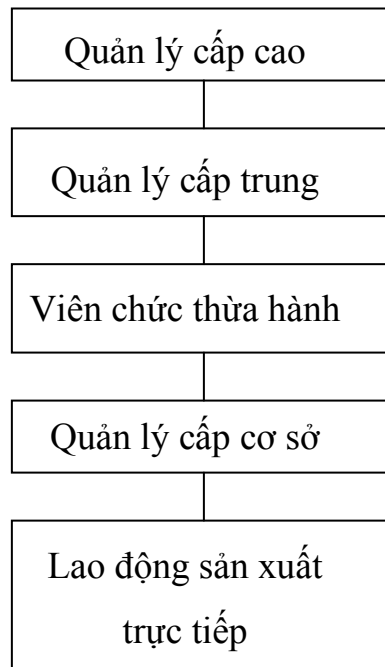 Quản lý cấp cao
Quản lý cấp trung
Viên chức thừa hành
Quản lý cấp cơ sở
Lao động sản xuất
trực tiếp